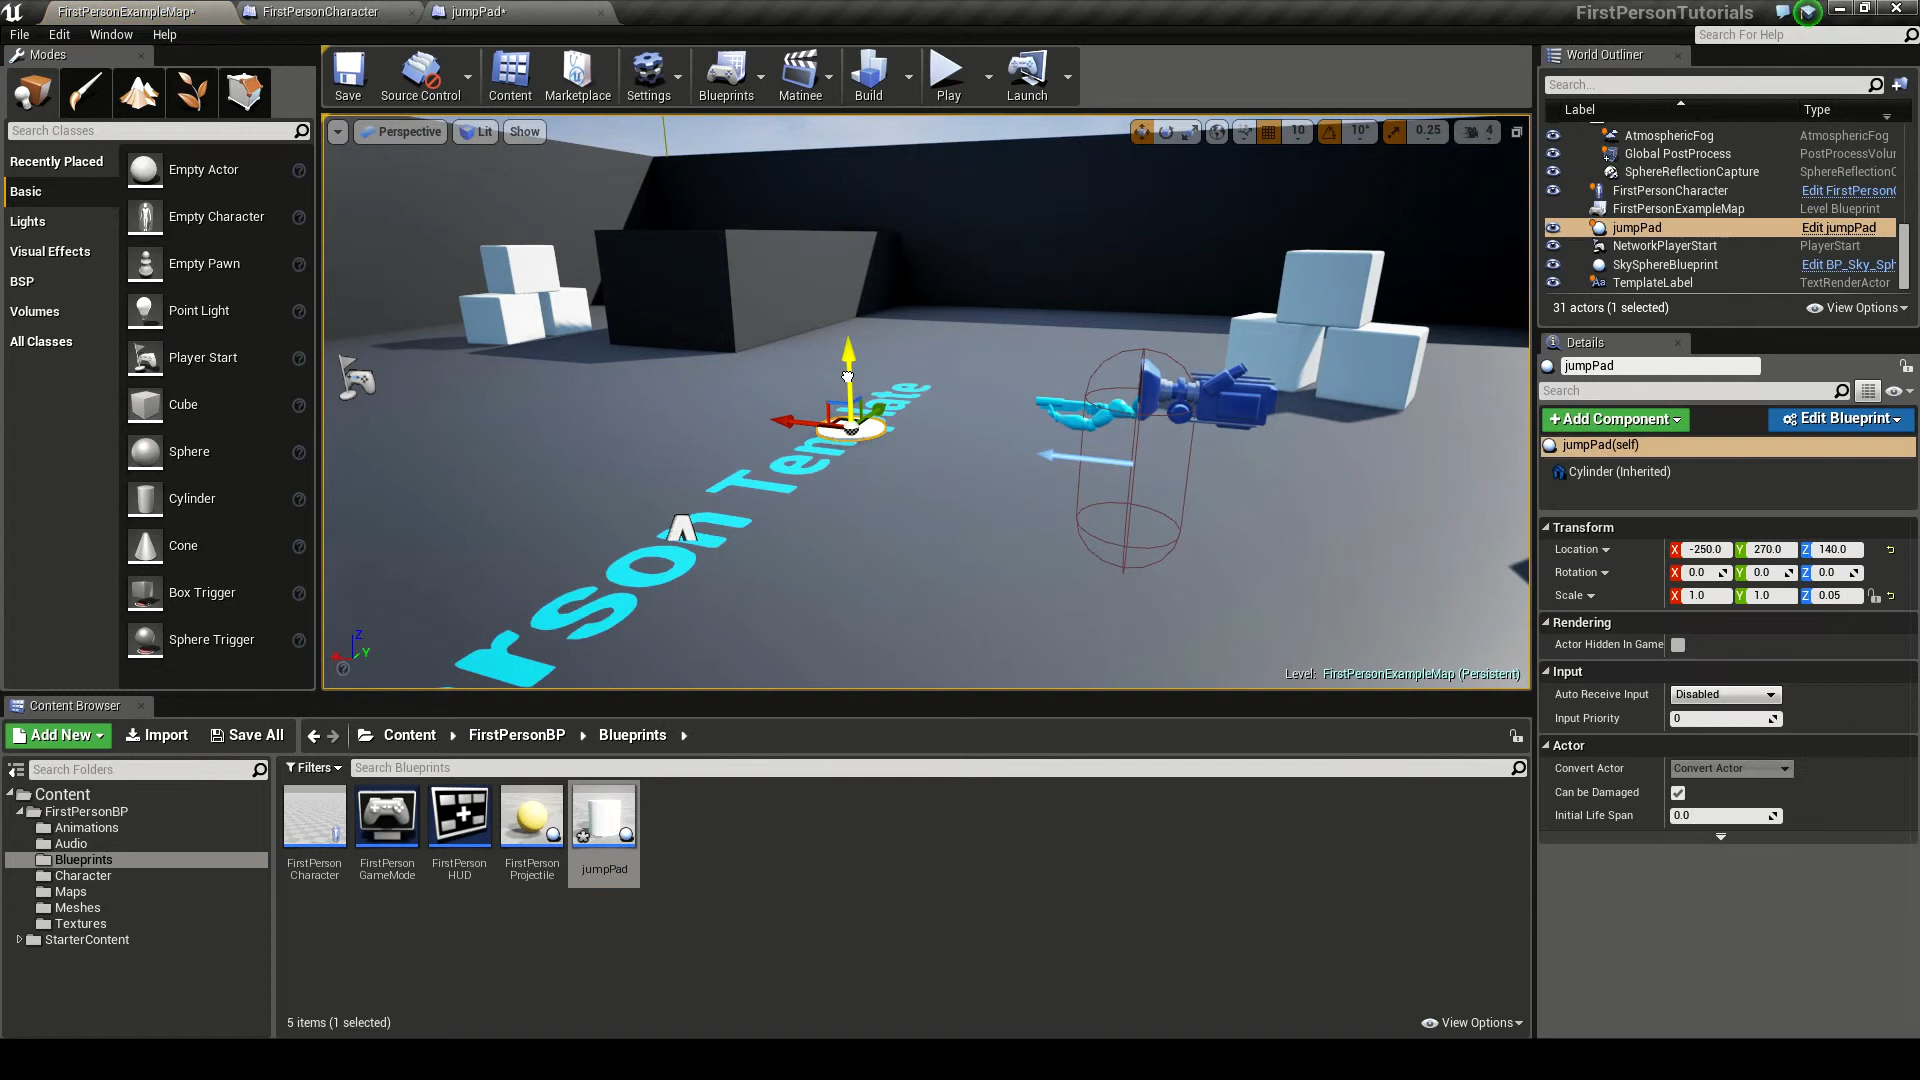 FirstPersonExampleMap*
FirstPersonCharacter
jumpPad*
FirstPersonTutorials
File
Edit
Window
Help
Search For Help
Modes
Search Classes
Recently Placed
Basic
Lights
Visual Effects
BSP
Volumes
All Classes
Empty Actor
Empty Character
Empty Pawn
Point Light
Player Start
Cube
Sphere
Cylinder
Cone
Box Trigger
Sphere Trigger
Save
Source Control
Content
Marketplace
Settings
Blueprints
Matinee
Build
Play
Launch
Perspective
Lit
Show
10
10°
0.25
4
rson Template
Z
Y
Level: FirstPersonExampleMap (Persistent)
World Outliner
Search...
Label
Type
AtmosphericFog
AtmosphericFog
Global PostProcess
PostProcessVolur
SphereReflectionCapture
SphereReflectionC
FirstPersonCharacter
Edit FirstPersonC
FirstPersonExampleMap
Level Blueprint
jumpPad
Edit jumpPad
NetworkPlayerStart
PlayerStart
SkySphereBlueprint
Edit BP_Sky_Sph
TemplateLabel
TextRenderActor
31 actors (1 selected)
View Options
Details
jumpPad
Search
+Add Component
Edit Blueprint
jumpPad(self)
Cylinder (Inherited)
Transform
Location
X -250.0 Y 270.0 Z 140.0
Rotation
X 0.0 Y 0.0 Z 0.0
Scale
X 1.0 Y 1.0 Z 0.05
Rendering
Actor Hidden In Game
Input
Auto Receive Input
Disabled
Input Priority
0
Actor
Convert Actor
Convert Actor
Can be Damaged
Initial Life Span
0.0
Content Browser
Add New
Import
Save All
Content
FirstPersonBP
Blueprints
Search Folders
Filters
Search Blueprints
Content
FirstPersonBP
Animations
Audio
Blueprints
Character
Maps
Meshes
Textures
StarterContent
FirstPerson
Character
FirstPerson
GameMode
FirstPerson
HUD
FirstPerson
Projectile
jumpPad
5 items (1 selected)
View Options